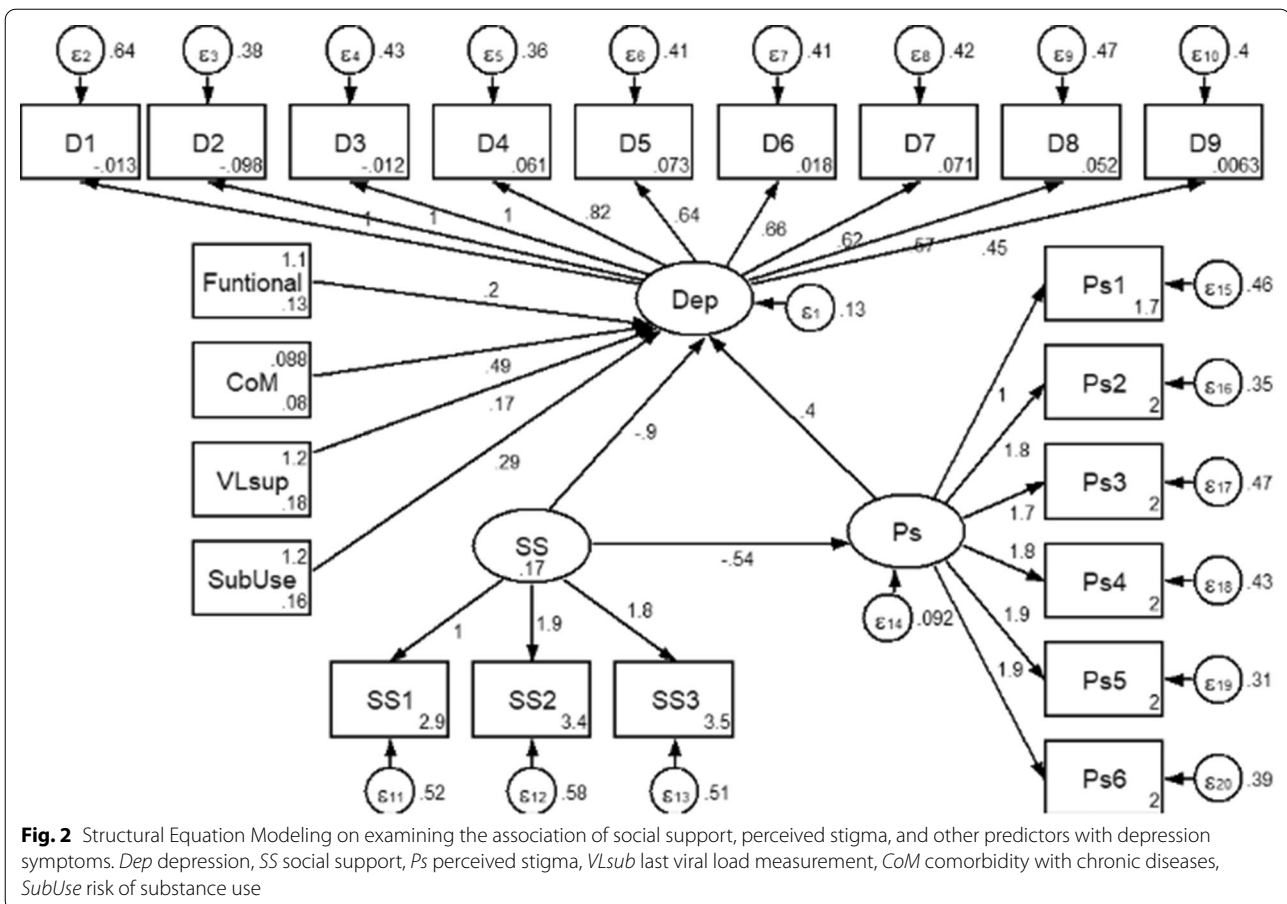 ε2 .64 ε3 .38 ε4 .43 ε5 .36 ε6 .41 ε7 .41 ε8 .42 ε9 .47 ε10 .4
D1 D2 D3 D4 D5 D6 D7 D8 D9
-.013 -.098 -.012 .061 .073 .018 .071 .052 .0063
1 1 1 .82 .64 .66 .62 .57 .45
1.1
Funtional
.13
.2
Dep
ε1 .13
.088
CoM
.08
.49
1.2
VLsup
.18
.17
1.2
SubUse
.16
.29
-.9
.4
SS
.17
-.54
Ps
ε14 .092
1 1.9 1.8
SS1 SS2 SS3
2.9 3.4 3.5
ε11 .52 ε12 .58 ε13 .51
1
Ps1
1.7
ε15 .46
1.8
Ps2
2
ε16 .35
1.7
Ps3
2
ε17 .47
1.8
Ps4
2
ε18 .43
1.9
Ps5
2
ε19 .31
1.9
Ps6
2
ε20 .39
Fig. 2 Structural Equation Modeling on examining the association of social support, perceived stigma, and other predictors with depression
symptoms. Dep depression, SS social support, Ps perceived stigma, VLsub last viral load measurement, CoM comorbidity with chronic diseases,
SubUse risk of substance use